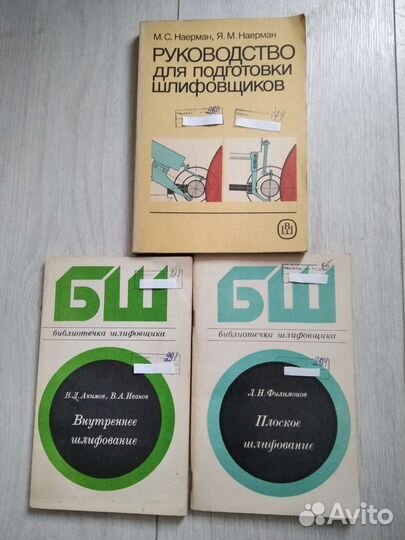 М.С. Наерман, Я.М. Наерман
РУКОВОДСТВО
ДЛЯ ПОДГОТОВКИ
ШЛИФОВЩИКОВ
ВШ
БШ
библиотечка шлифовщика
В.Д. Акимов, В.А. Иванов
Внутреннее
шлифование
БШ
библиотечка шлифовщика
Л.Н. Филимонов
Плоское
шлифование
Avito